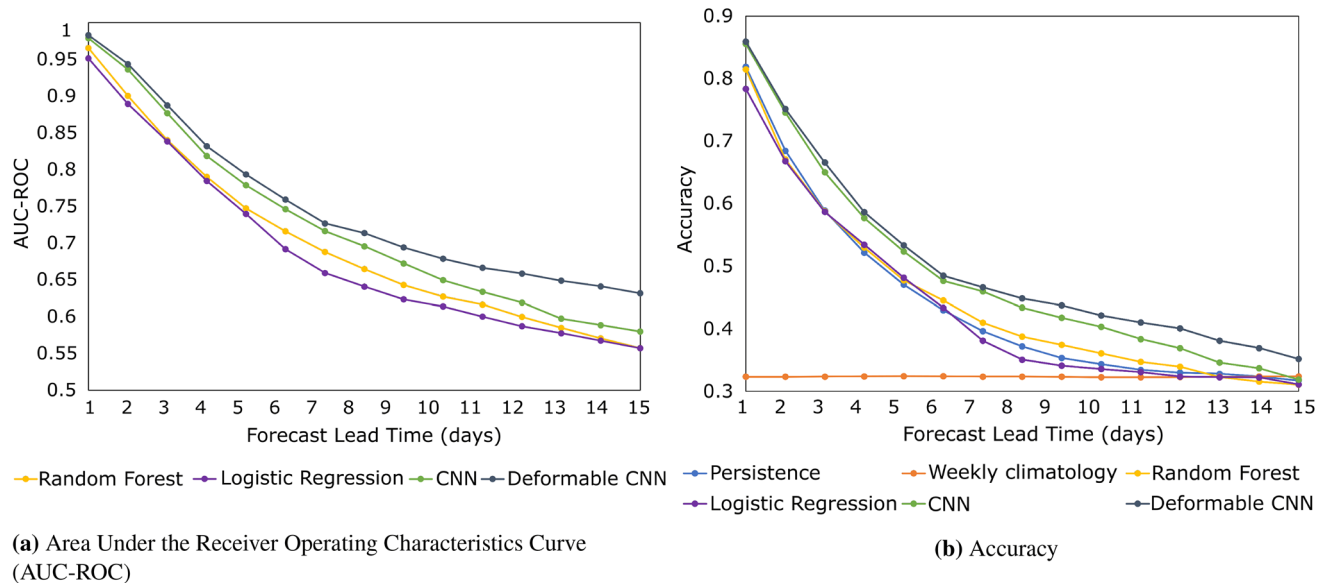 AUC-ROC
1
0.95
0.9
0.85
0.8
0.75
0.7
0.65
0.6
0.55
0.5
1 2 3 4 5 6 7 8 9 10 11 12 13 14 15
Forecast Lead Time (days)
Random Forest Logistic Regression CNN Deformable CNN
(a) Area Under the Receiver Operating Characteristics Curve
(AUC-ROC)
Accuracy
0.9
0.8
0.7
0.6
0.5
0.4
0.3
1 2 3 4 5 6 7 8 9 10 11 12 13 14 15
Forecast Lead Time (days)
Persistence Weekly climatology Random Forest
Logistic Regression CNN Deformable CNN
(b) Accuracy